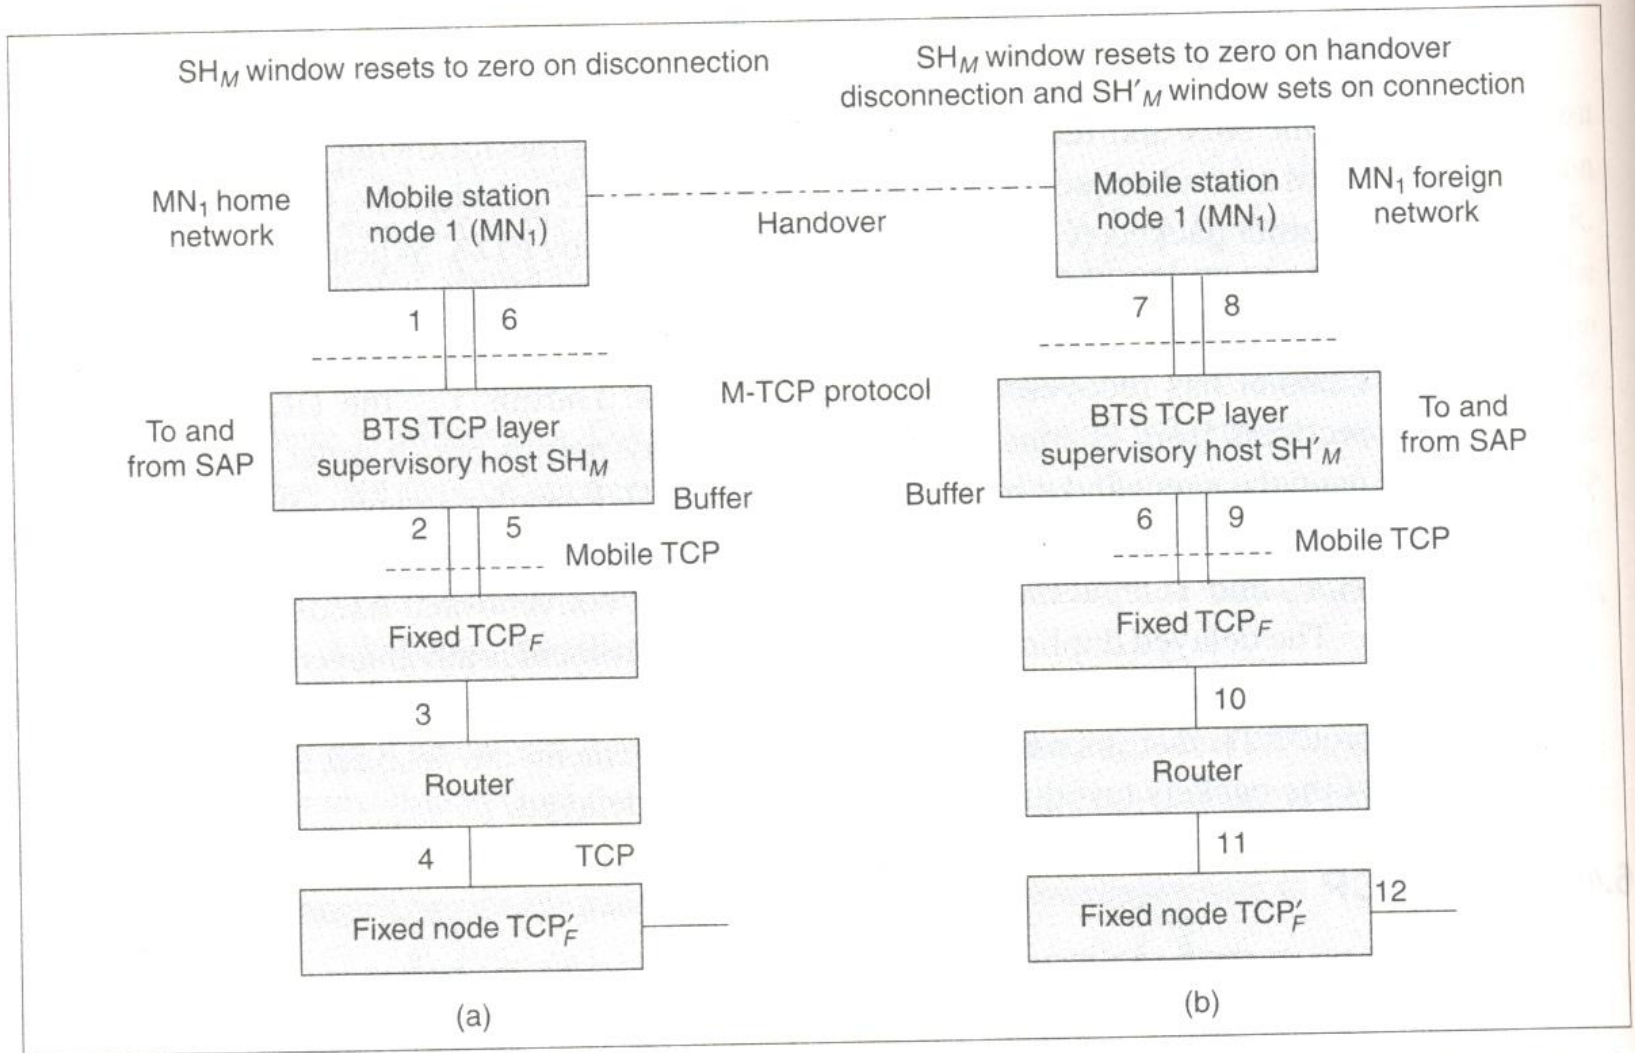 SH_M window resets to zero on disconnection
SH_M window resets to zero on handover
disconnection and SH′_M window sets on connection
MN₁ home
network
Mobile station
node 1 (MN₁)
Handover
Mobile station
node 1 (MN₁)
MN₁ foreign
network
1
6
7
8
To and
from SAP
BTS TCP layer
supervisory host SH_M
M-TCP protocol
BTS TCP layer
supervisory host SH′_M
To and
from SAP
Buffer
Buffer
2
5
6
9
Mobile TCP
Mobile TCP
Fixed TCP_F
Fixed TCP_F
3
10
Router
Router
4
TCP
11
Fixed node TCP′_F
Fixed node TCP′_F
12
(a)
(b)